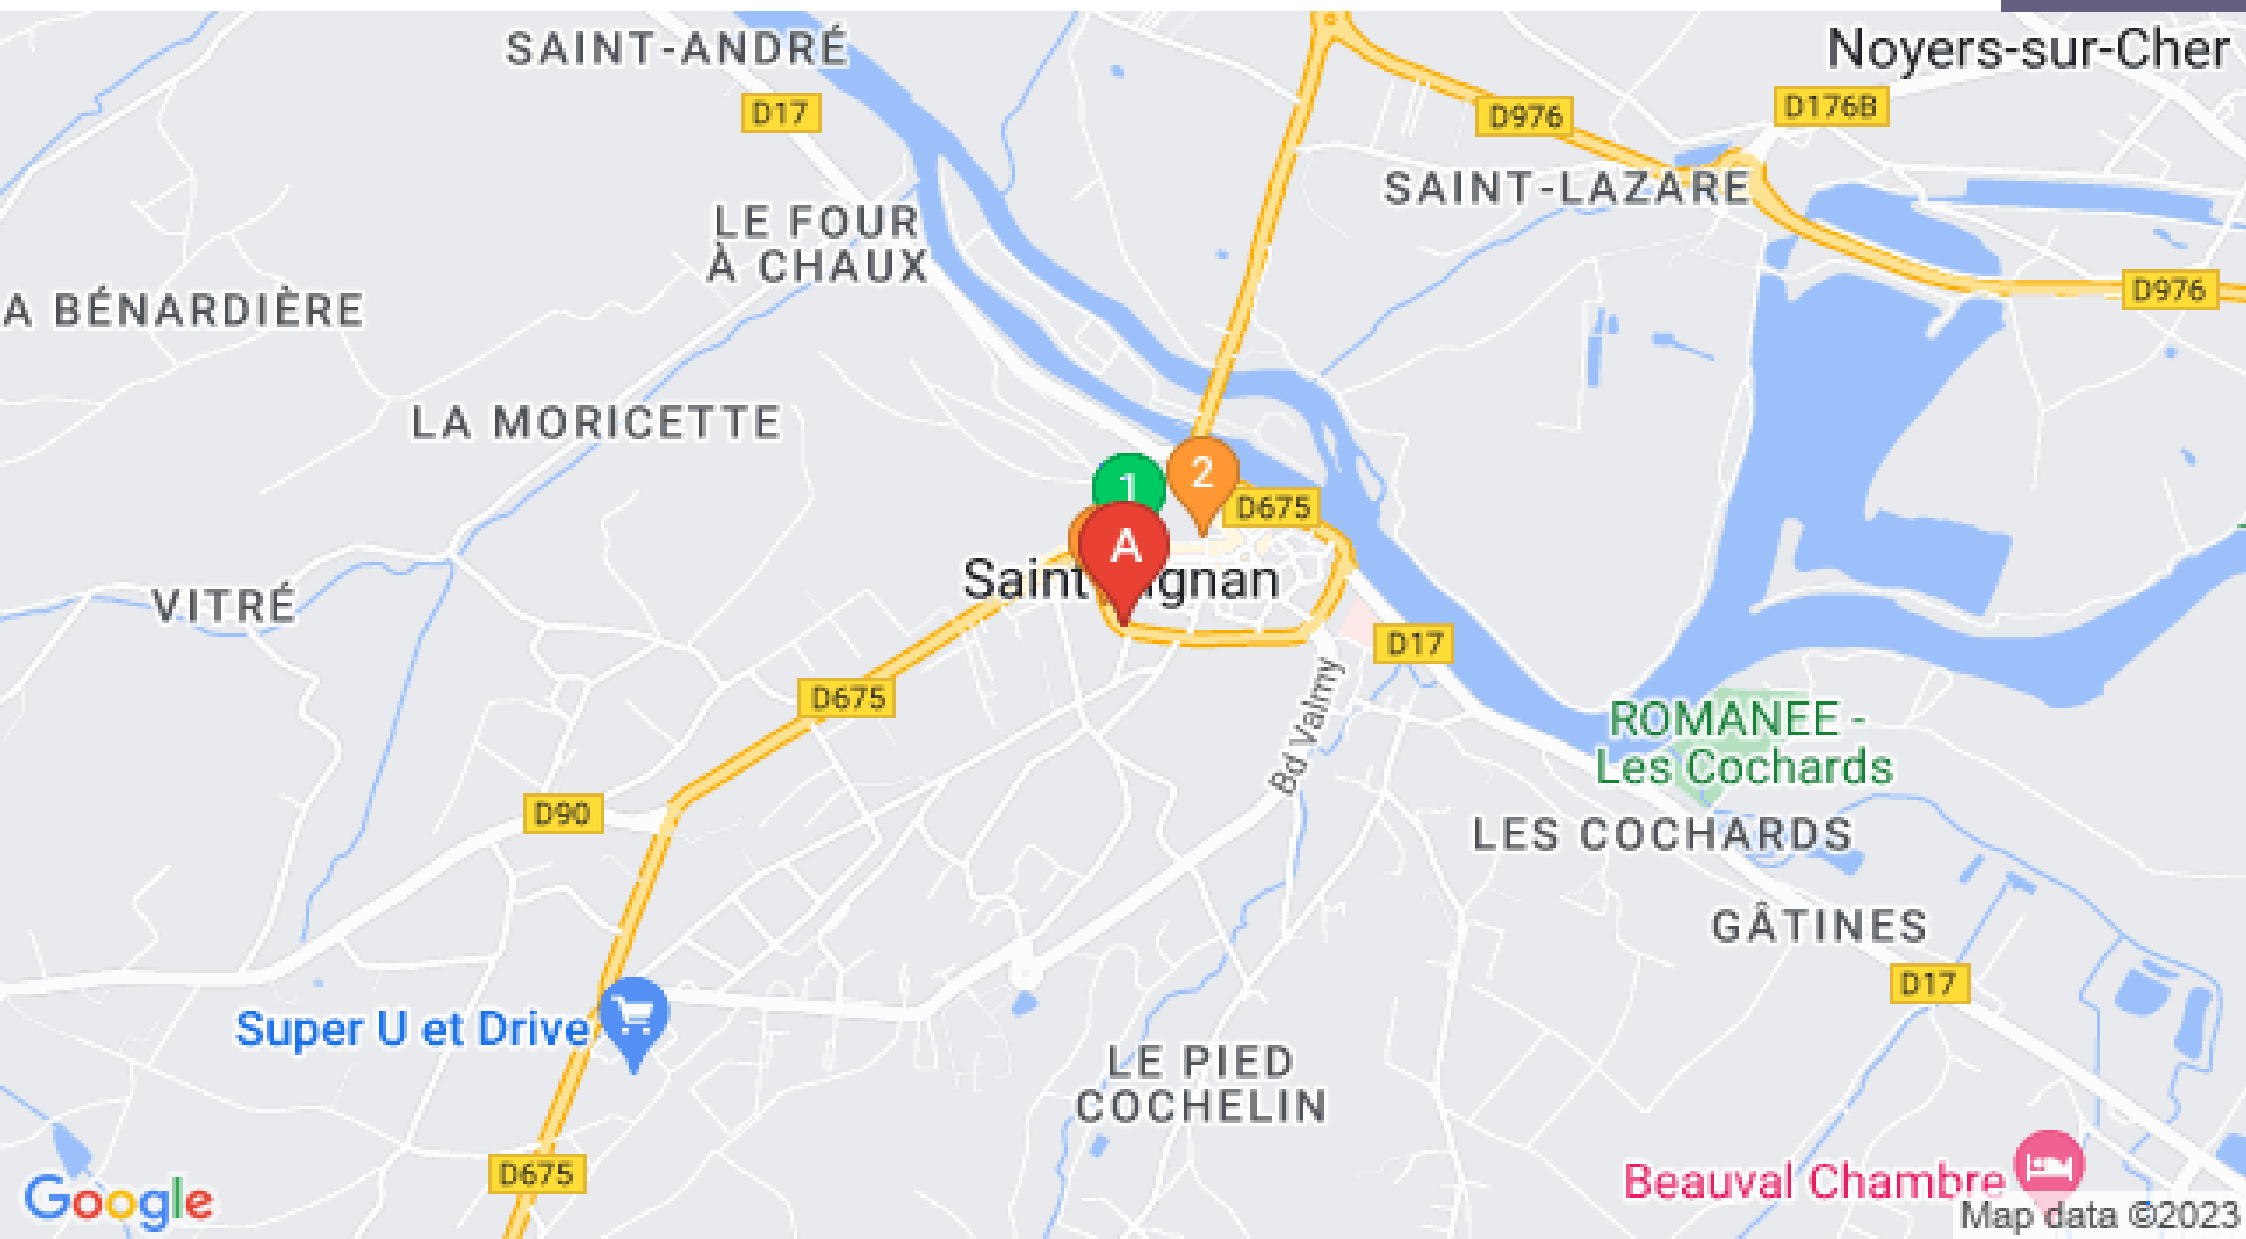 SAINT-ANDRÉ
Noyers-sur-Cher
D17
D976
D176B
SAINT-LAZARE
LE FOUR
À CHAUX
A BÉNARDIÈRE
D976
LA MORICETTE
1
2
D675
A
VITRÉ
D17
D675
Bd Valmy
ROMANEE -
Les Cochards
D90
LES COCHARDS
GÂTINES
D17
Super U et Drive
LE PIED
COCHELIN
D675
Beauval Chambre
Google
Map data ©2023